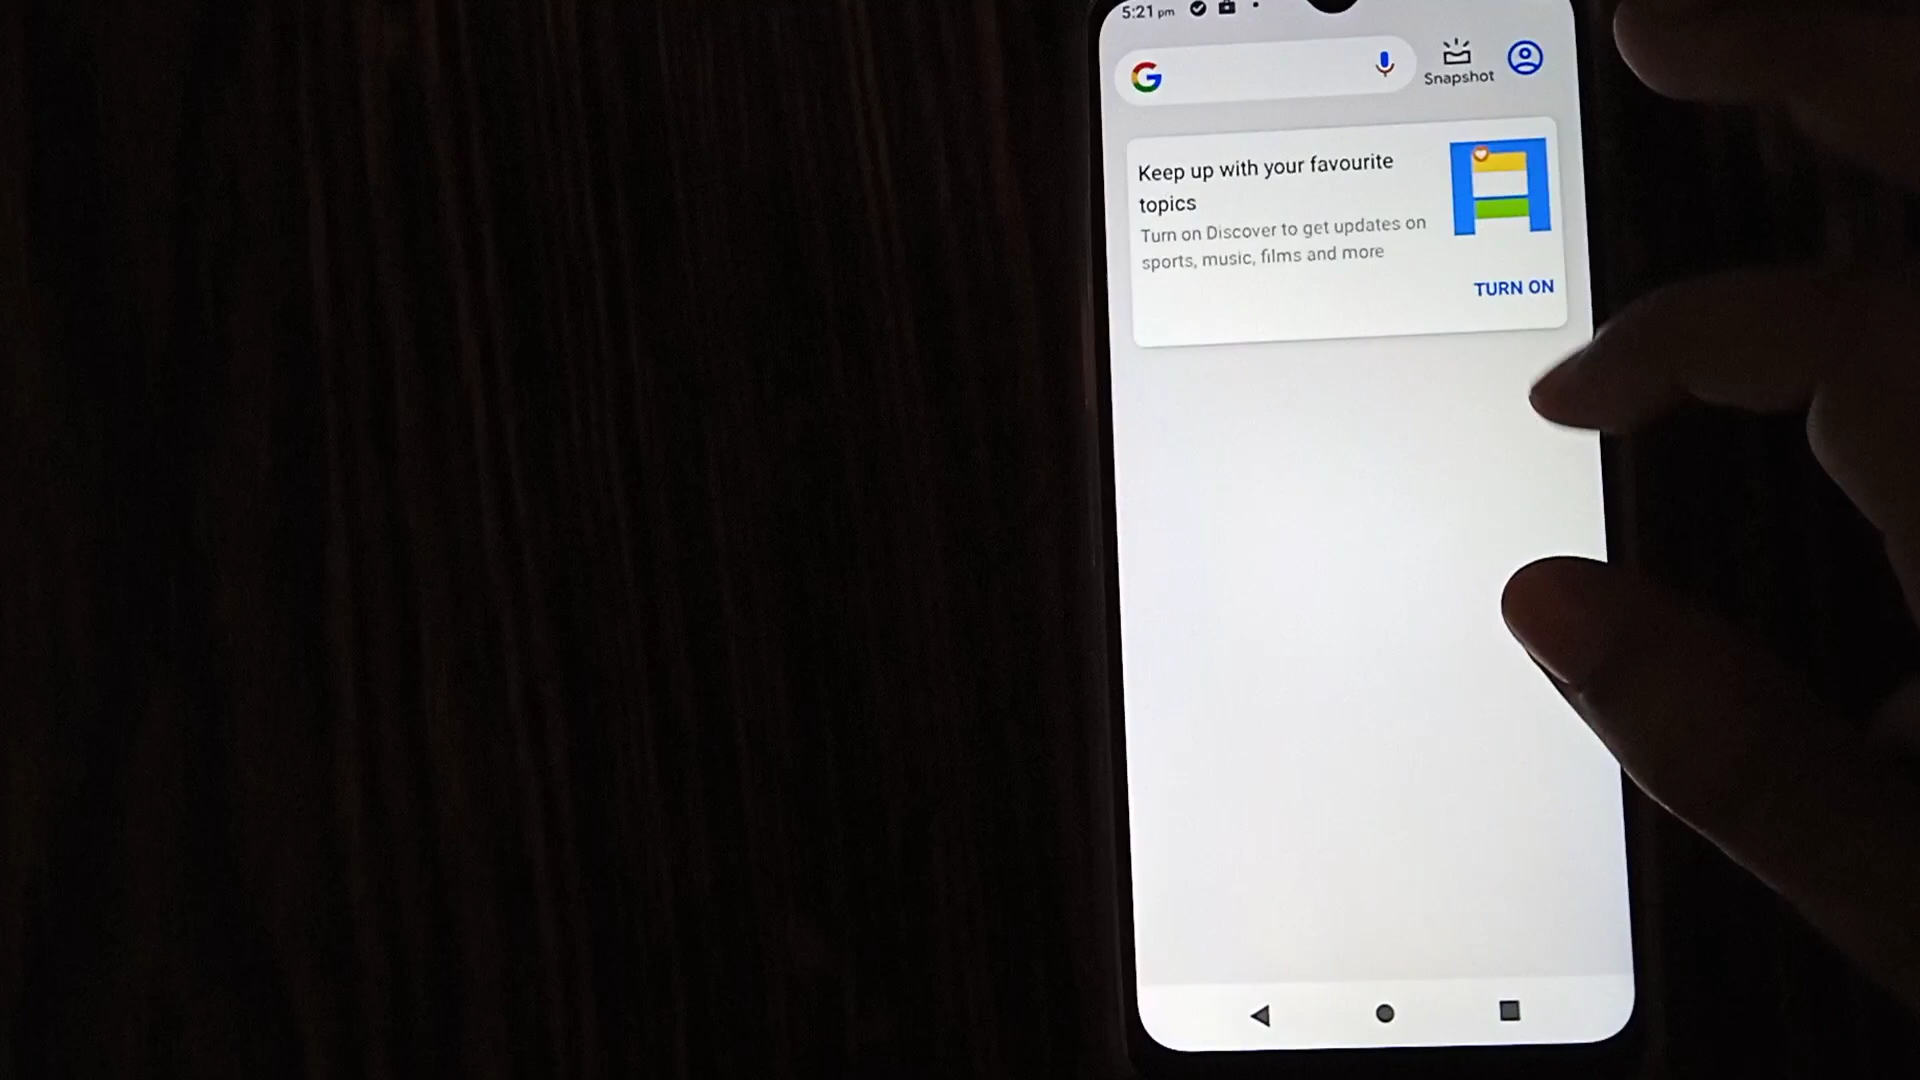 5:21 pm
G
Snapshot
Keep up with your favourite
topics
Turn on Discover to get updates on
sports, music, films and more
TURN ON